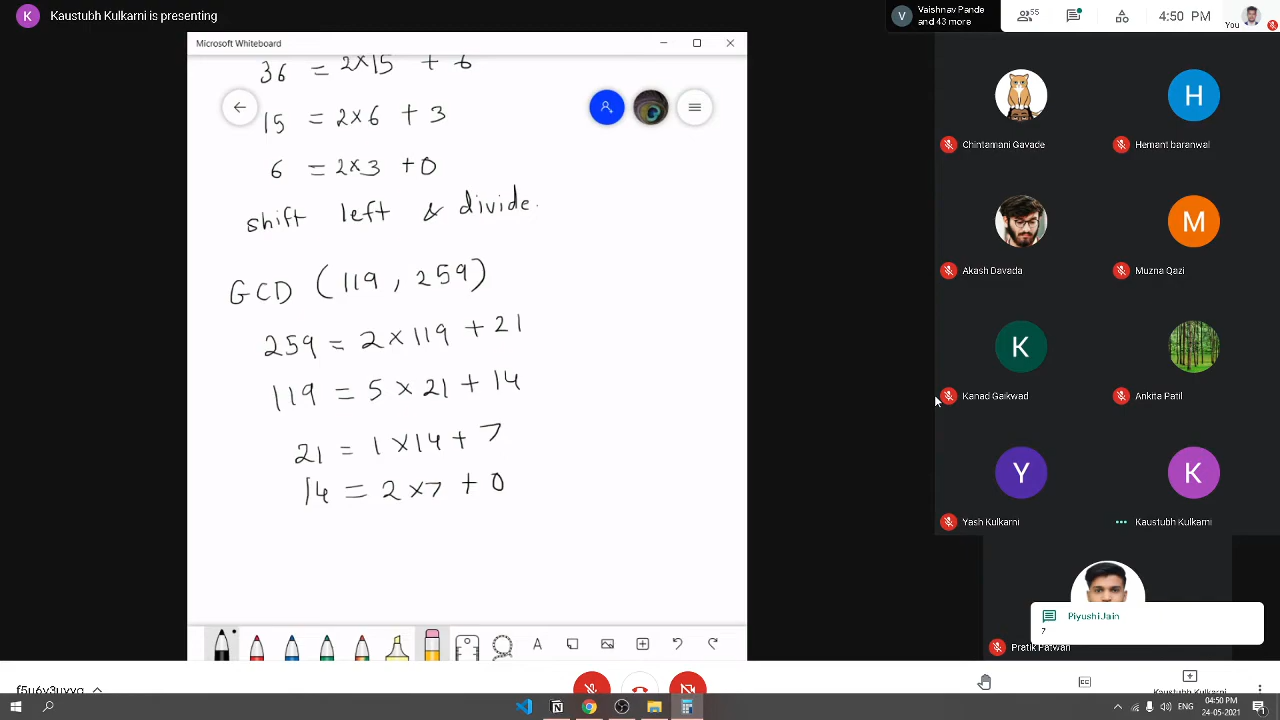 K Kaustubh Kulkarni is presenting
V Vaishnav Pande
and 43 more
55
4:50 PM
You
Microsoft Whiteboard
36 = 2×15 + 6
15 = 2×6 + 3
6 = 2×3 +0
shift left & divide.
GCD (119, 259)
259 = 2×119 + 21
119 = 5×21 + 14
21 = 1×14+ 7
14 = 2×7 + 0
H
Chintamani Gavade
Hemant baranwal
M
Akash Davada
Muzna Qazi
K
Kanad Gaikwad
Ankita Patil
Y
K
Yash Kulkarni
Kaustubh Kulkarni
Piyushi Jain
7
Pratik Patwari
A
Kaustubh Kulkarni
ENG
04:50 PM
24-05-2021